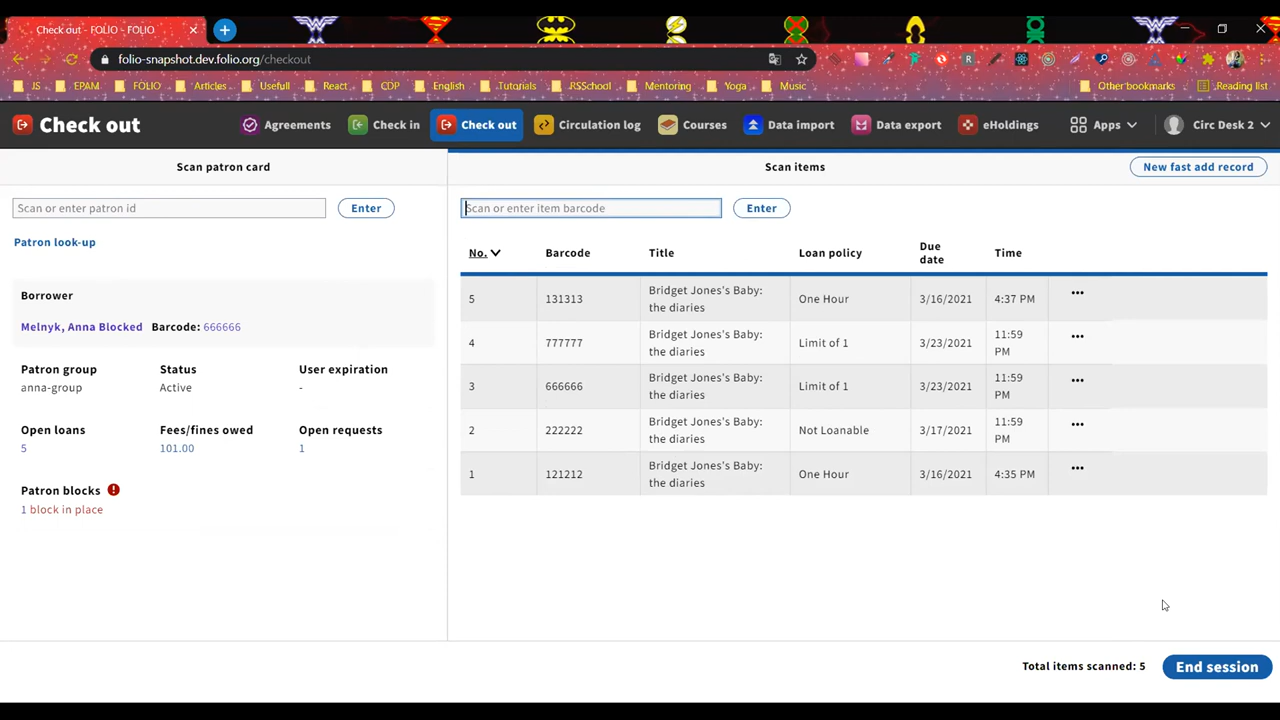 Check out - FOLIO - FOLIO
folio-snapshot.dev.folio.org/checkout
JS EPAM FOLIO Articles Usefull React CDP English Tutorials RSSchool Mentoring Yoga Music Other bookmarks Reading list
Check out Agreements Check in Check out Circulation log Courses Data import Data export eHoldings Apps Circ Desk 2
Scan patron card
Scan or enter patron id Enter
Patron look-up
Borrower
Melnyk, Anna Blocked Barcode: 666666
Patron group Status User expiration
anna-group Active -
Open loans Fees/fines owed Open requests
5 101.00 1
Patron blocks
1 block in place
Scan items New fast add record
Scan or enter item barcode Enter
No. Barcode Title Loan policy Due date Time
5 131313 Bridget Jones's Baby: the diaries One Hour 3/16/2021 4:37 PM •••
4 777777 Bridget Jones's Baby: the diaries Limit of 1 3/23/2021 11:59 PM •••
3 666666 Bridget Jones's Baby: the diaries Limit of 1 3/23/2021 11:59 PM •••
2 222222 Bridget Jones's Baby: the diaries Not Loanable 3/17/2021 11:59 PM •••
1 121212 Bridget Jones's Baby: the diaries One Hour 3/16/2021 4:35 PM •••
Total items scanned: 5 End session